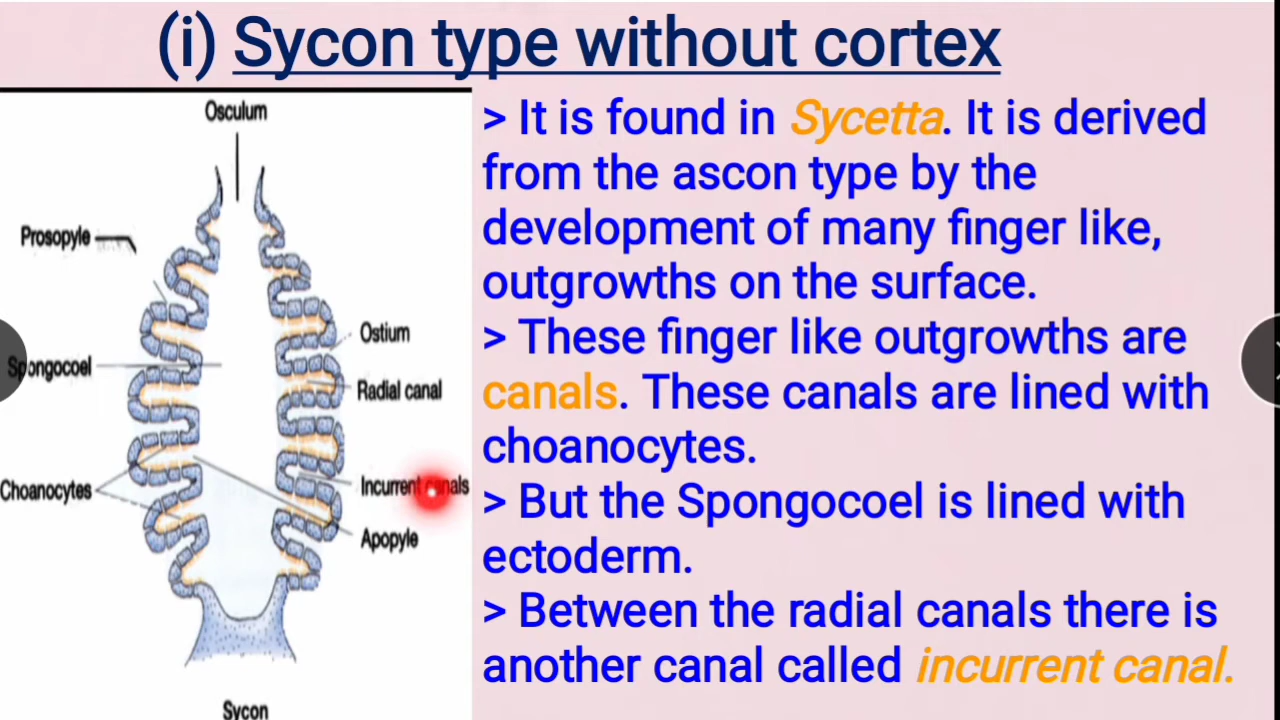 (i) Sycon type without cortex
Osculum
Prosopyle
Spongocoel
Choanocytes
Ostium
Radial canal
Incurrent canals
Apopyle
Sycon
> It is found in Sycetta. It is derived
from the ascon type by the
development of many finger like,
outgrowths on the surface.
> These finger like outgrowths are
canals. These canals are lined with
choanocytes.
> But the Spongocoel is lined with
ectoderm.
> Between the radial canals there is
another canal called incurrent canal.